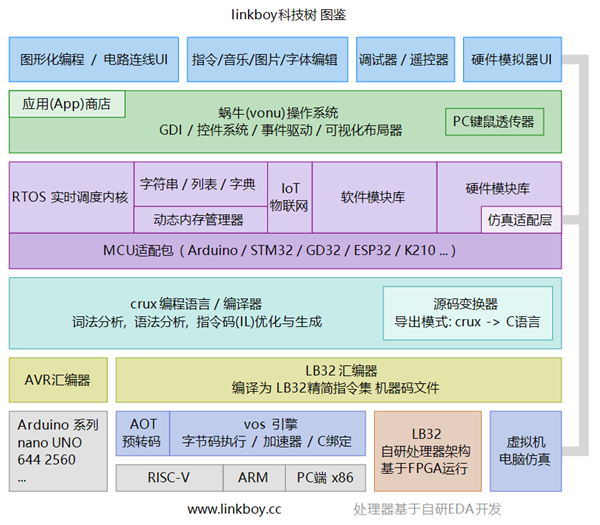 linkboy科技树 图鉴
图形化编程 / 电路连线UI
指令/音乐/图片/字体编辑
调试器 / 遥控器
硬件模拟器UI
应用(App)商店
蜗牛(vonu)操作系统
GDI / 控件系统 / 事件驱动 / 可视化布局器
PC键鼠透传器
RTOS 实时调度内核
字符串 / 列表 / 字典
动态内存管理器
IoT
物联网
软件模块库
硬件模块库
仿真适配层
MCU适配包 ( Arduino / STM32 / GD32 / ESP32 / K210 ... )
crux 编程语言 / 编译器
词法分析, 语法分析, 指令码(IL)优化与生成
源码变换器
导出模式: crux -> C语言
AVR汇编器
LB32 汇编器
编译为 LB32精简指令集 机器码文件
Arduino 系列
nano UNO
644 2560
...
AOT
预转码
vos 引擎
字节码执行 / 加速器 / C绑定
RISC-V
ARM
PC端 x86
LB32
自研处理器架构
基于FPGA运行
虚拟机
电脑仿真
www.linkboy.cc
处理器基于自研EDA开发